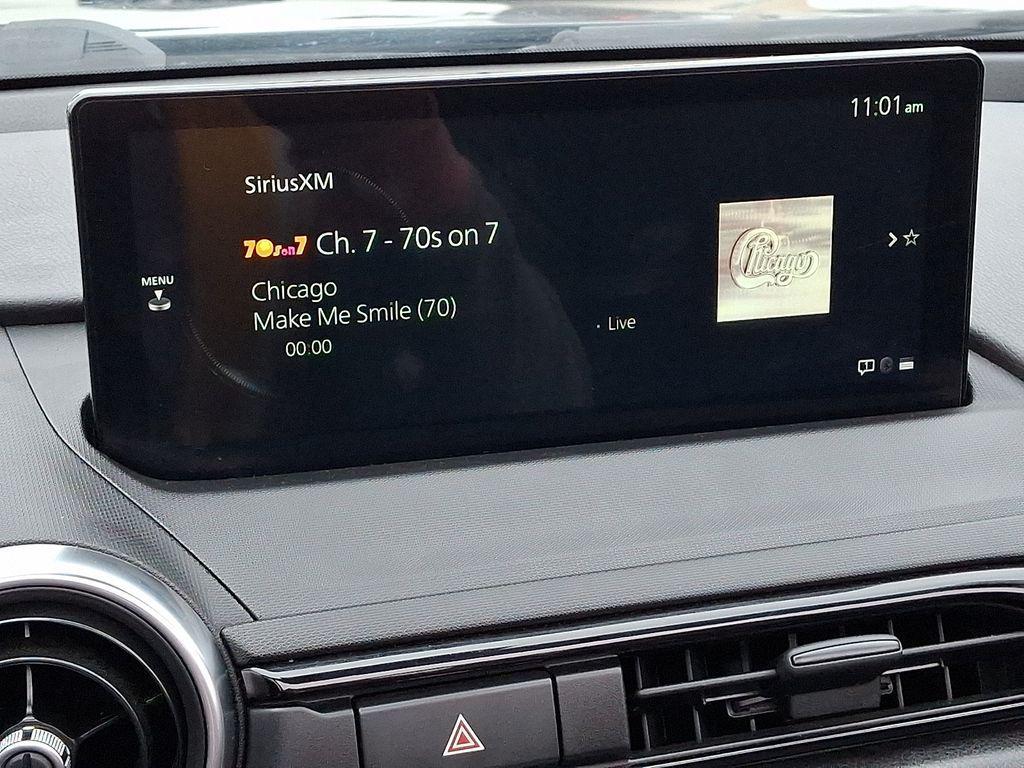 11:01 am
SiriusXM
70s on 7 Ch. 7 - 70s on 7
MENU
Chicago
Make Me Smile (70)
00:00
Live
Chicago
1